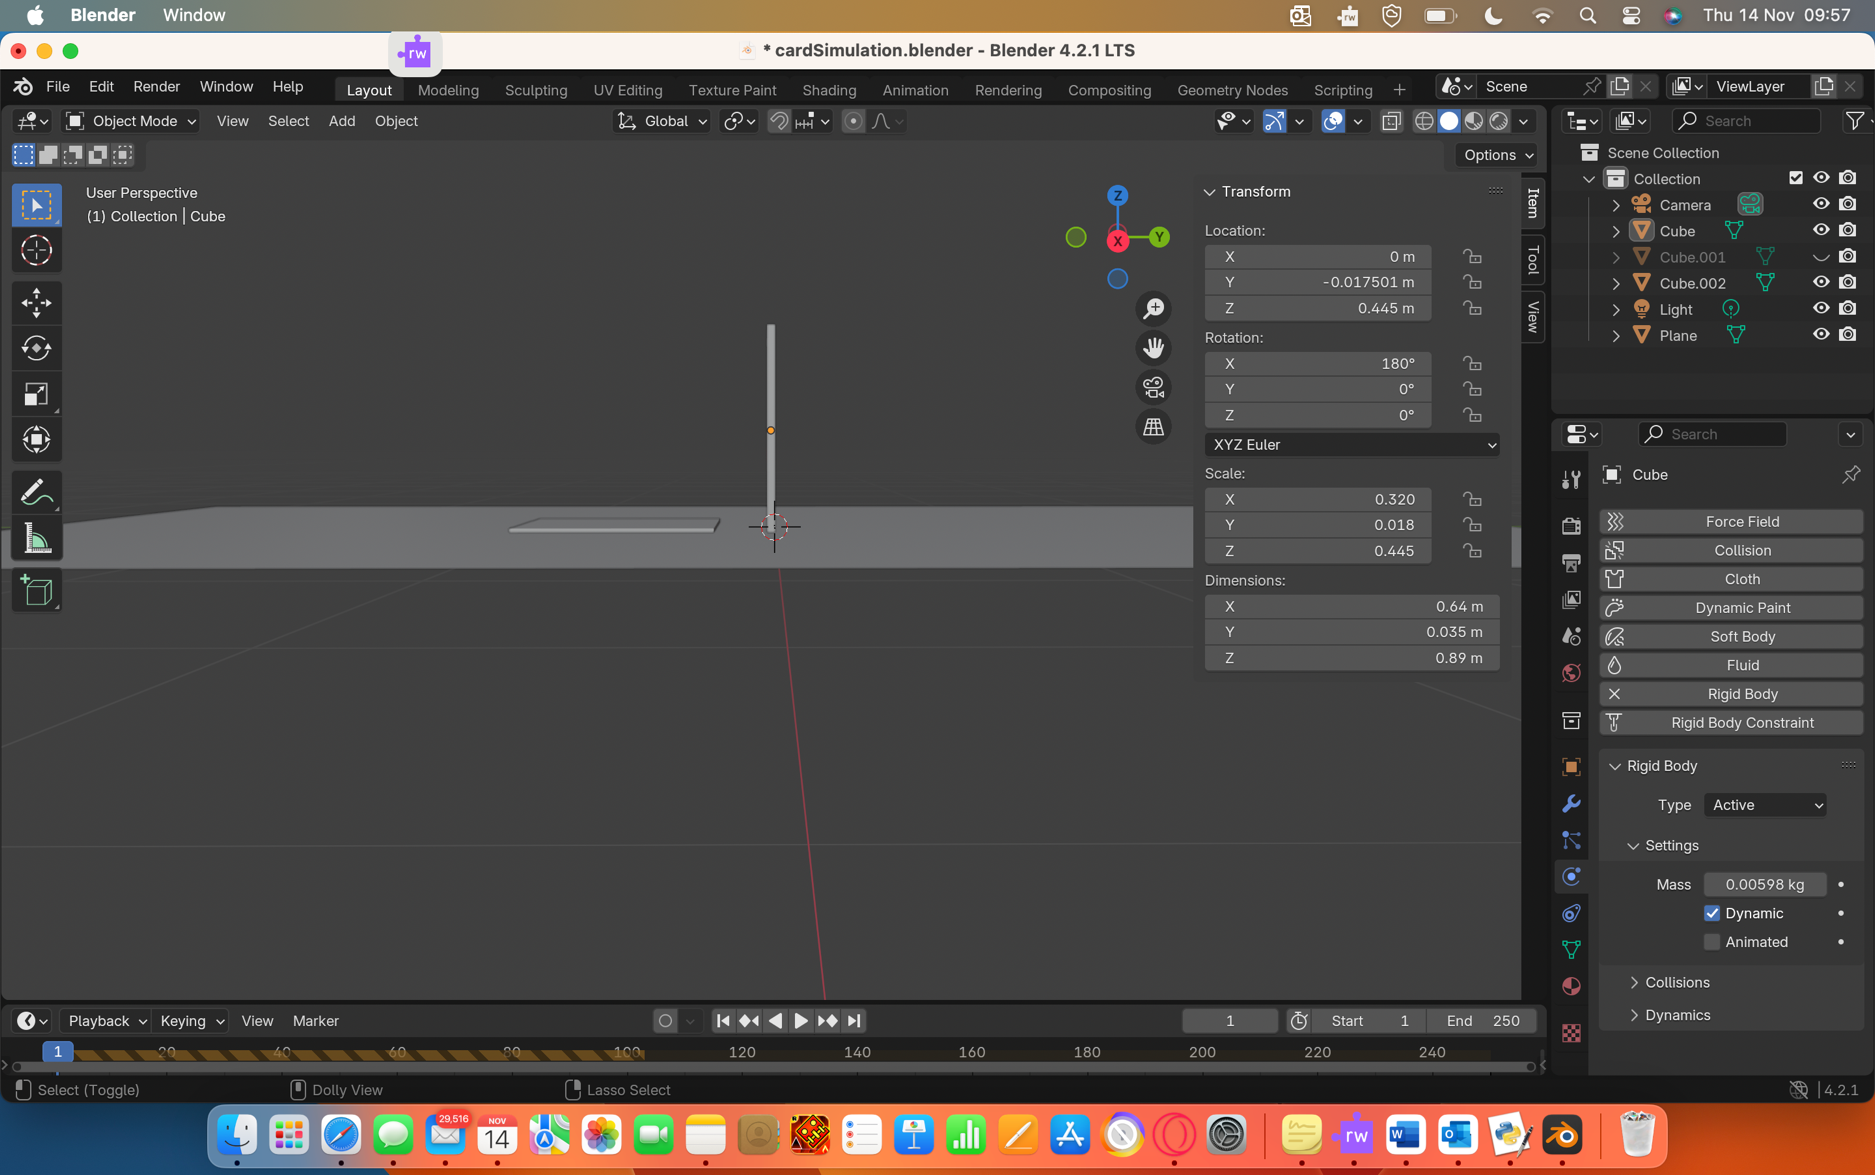 Blender Window Thu 14 Nov 09:57
rw
* cardSimulation.blender - Blender 4.2.1 LTS
File Edit Render Window Help Layout Modeling Sculpting UV Editing Texture Paint Shading Animation Rendering Compositing Geometry Nodes Scripting + Scene ViewLayer
Object Mode View Select Add Object Global Search
Options
User Perspective
(1) Collection | Cube
Z
Y
X
Transform
Location:
X 0 m
Y -0.017501 m
Z 0.445 m
Rotation:
X 180°
Y 0°
Z 0°
XYZ Euler
Scale:
X 0.320
Y 0.018
Z 0.445
Dimensions:
X 0.64 m
Y 0.035 m
Z 0.89 m
Item
Tool
View
Scene Collection
Collection
Camera
Cube
Cube.001
Cube.002
Light
Plane
Search
Cube
Force Field
Collision
Cloth
Dynamic Paint
Soft Body
Fluid
Rigid Body
Rigid Body Constraint
Rigid Body
Type Active
Settings
Mass 0.00598 kg
Dynamic
Animated
Collisions
Dynamics
Playback Keying View Marker 1 Start 1 End 250
1 20 40 60 80 100 120 140 160 180 200 220 240
Select (Toggle) Dolly View Lasso Select 4.2.1
29,516
NOV
14
rw